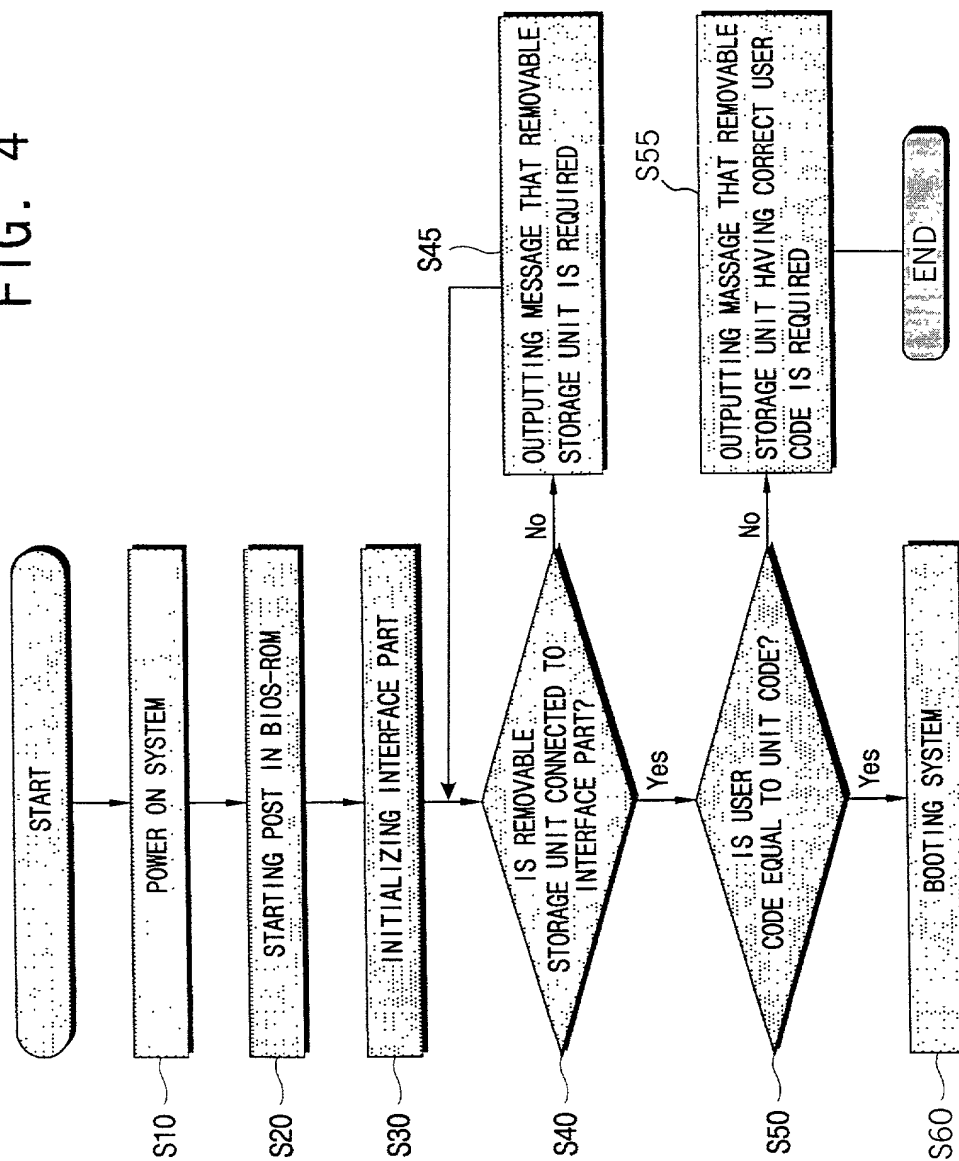 FIG. 4
START
S10
POWER ON SYSTEM
S20
STARTING POST IN BIOS-ROM
S30
INITIALIZING INTERFACE PART
S40
IS REMOVABLE
STORAGE UNIT CONNECTED TO
INTERFACE PART?
No
Yes
S45
OUTPUTTING MESSAGE THAT REMOVABLE
STORAGE UNIT IS REQUIRED
S50
IS USER
CODE EQUAL TO UNIT CODE?
No
Yes
S55
OUTPUTTING MASSAGE THAT REMOVABLE
STORAGE UNIT HAVING CORRECT USER
CODE IS REQUIRED
S60
BOOTING SYSTEM
END